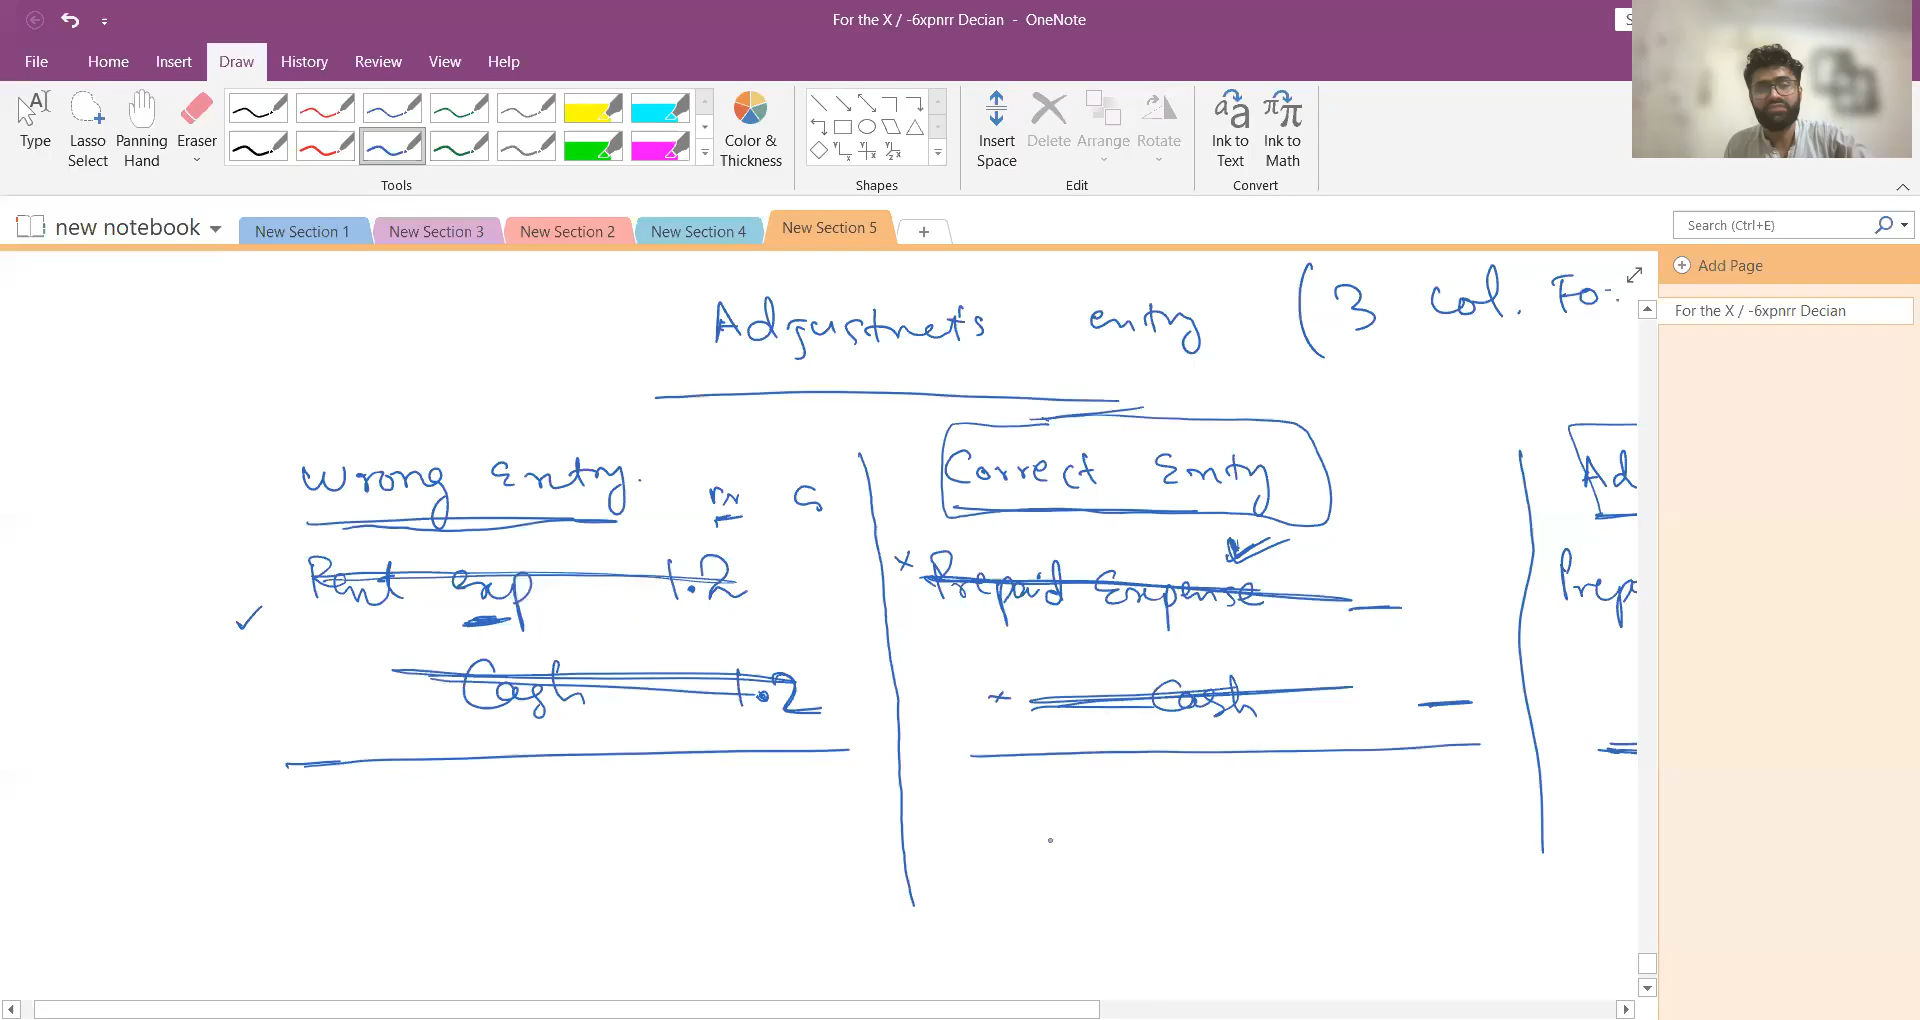 For the X / -6xpnrr Decian - OneNote
File Home Insert Draw History Review View Help
Type
Lasso Select
Panning Hand
Eraser
Color & Thickness
Insert Space
Delete
Arrange
Rotate
Ink to Text
Ink to Math
Tools
Shapes
Edit
Convert
new notebook
New Section 1
New Section 3
New Section 2
New Section 4
New Section 5
Search (Ctrl+E)
Add Page
For the X / -6xpnrr Decian
Adjustnets entry (3 col. Fo
Wrong Entry.
Correct Entry
Ad
Rent exp 1.2
Prepaid Expense
Prep
Cash 1.2
Cash